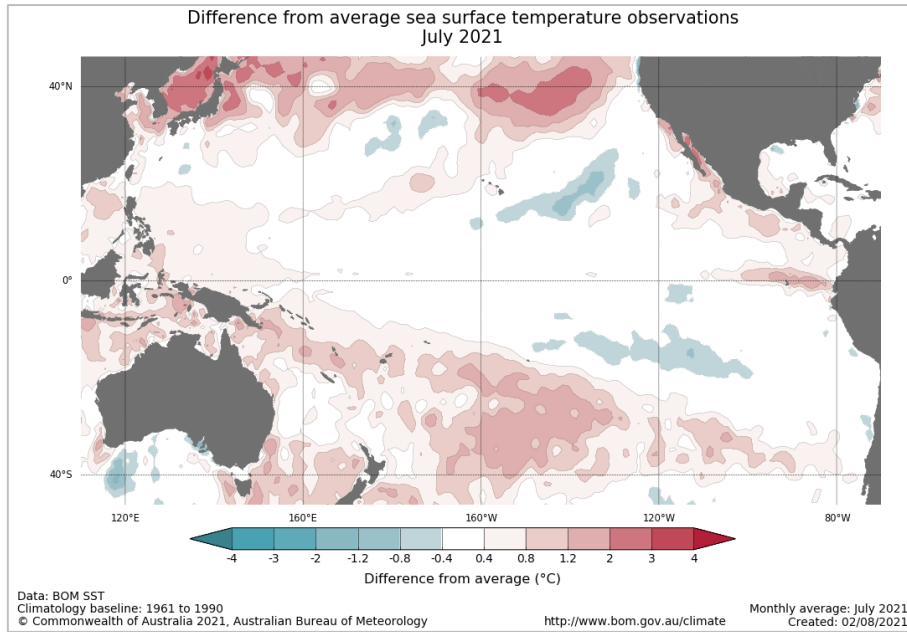 Difference from average sea surface temperature observations
July 2021
40°N
0°
40°S
120°E 160°E 160°W 120°W 80°W
-4 -3 -2 -1.2 -0.8 -0.4 0.4 0.8 1.2 2 3 4
Difference from average (°C)
Data: BOM SST
Climatology baseline: 1961 to 1990
© Commonwealth of Australia 2021, Australian Bureau of Meteorology
http://www.bom.gov.au/climate
Monthly average: July 2021
Created: 02/08/2021